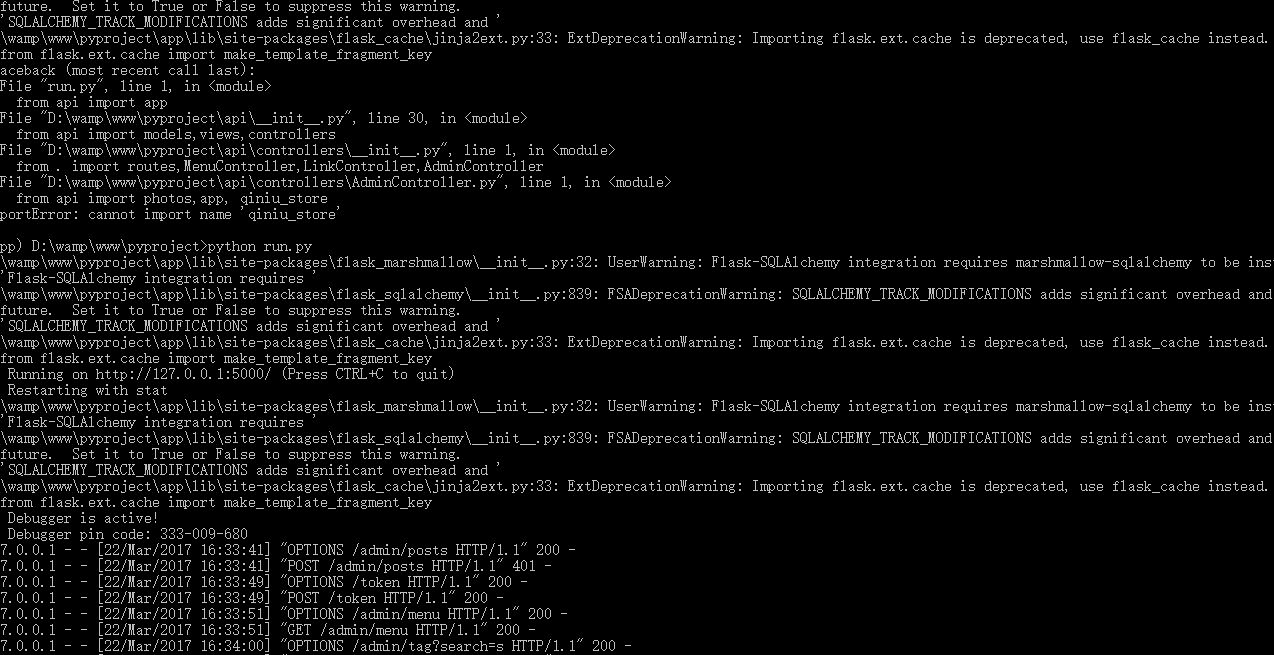 future.  Set it to True or False to suppress this warning.
'SQLALCHEMY_TRACK_MODIFICATIONS adds significant overhead and '
\wamp\www\pyproject\app\lib\site-packages\flask_cache\jinja2ext.py:33: ExtDeprecationWarning: Importing flask.ext.cache is deprecated, use flask_cache instead.
from flask.ext.cache import make_template_fragment_key
aceback (most recent call last):
File "run.py", line 1, in <module>
  from api import app
File "D:\wamp\www\pyproject\api\__init__.py", line 30, in <module>
  from api import models,views,controllers
File "D:\wamp\www\pyproject\api\controllers\__init__.py", line 1, in <module>
  from . import routes,MenuController,LinkController,AdminController
File "D:\wamp\www\pyproject\api\controllers\AdminController.py", line 1, in <module>
  from api import photos,app, qiniu_store
portError: cannot import name 'qiniu_store'
pp) D:\wamp\www\pyproject>python run.py
\wamp\www\pyproject\app\lib\site-packages\flask_marshmallow\__init__.py:32: UserWarning: Flask-SQLAlchemy integration requires marshmallow-sqlalchemy to be inst
'Flask-SQLAlchemy integration requires '
\wamp\www\pyproject\app\lib\site-packages\flask_sqlalchemy\__init__.py:839: FSADeprecationWarning: SQLALCHEMY_TRACK_MODIFICATIONS adds significant overhead and
future.  Set it to True or False to suppress this warning.
'SQLALCHEMY_TRACK_MODIFICATIONS adds significant overhead and '
\wamp\www\pyproject\app\lib\site-packages\flask_cache\jinja2ext.py:33: ExtDeprecationWarning: Importing flask.ext.cache is deprecated, use flask_cache instead.
from flask.ext.cache import make_template_fragment_key
Running on http://127.0.0.1:5000/ (Press CTRL+C to quit)
Restarting with stat
\wamp\www\pyproject\app\lib\site-packages\flask_marshmallow\__init__.py:32: UserWarning: Flask-SQLAlchemy integration requires marshmallow-sqlalchemy to be inst
'Flask-SQLAlchemy integration requires '
\wamp\www\pyproject\app\lib\site-packages\flask_sqlalchemy\__init__.py:839: FSADeprecationWarning: SQLALCHEMY_TRACK_MODIFICATIONS adds significant overhead and
future.  Set it to True or False to suppress this warning.
'SQLALCHEMY_TRACK_MODIFICATIONS adds significant overhead and '
\wamp\www\pyproject\app\lib\site-packages\flask_cache\jinja2ext.py:33: ExtDeprecationWarning: Importing flask.ext.cache is deprecated, use flask_cache instead.
from flask.ext.cache import make_template_fragment_key
Debugger is active!
Debugger pin code: 333-009-680
7.0.0.1 - - [22/Mar/2017 16:33:41] "OPTIONS /admin/posts HTTP/1.1" 200 -
7.0.0.1 - - [22/Mar/2017 16:33:41] "POST /admin/posts HTTP/1.1" 401 -
7.0.0.1 - - [22/Mar/2017 16:33:49] "OPTIONS /token HTTP/1.1" 200 -
7.0.0.1 - - [22/Mar/2017 16:33:49] "POST /token HTTP/1.1" 200 -
7.0.0.1 - - [22/Mar/2017 16:33:51] "OPTIONS /admin/menu HTTP/1.1" 200 -
7.0.0.1 - - [22/Mar/2017 16:33:51] "GET /admin/menu HTTP/1.1" 200 -
7.0.0.1 - - [22/Mar/2017 16:34:00] "OPTIONS /admin/tag?search=s HTTP/1.1" 200 -